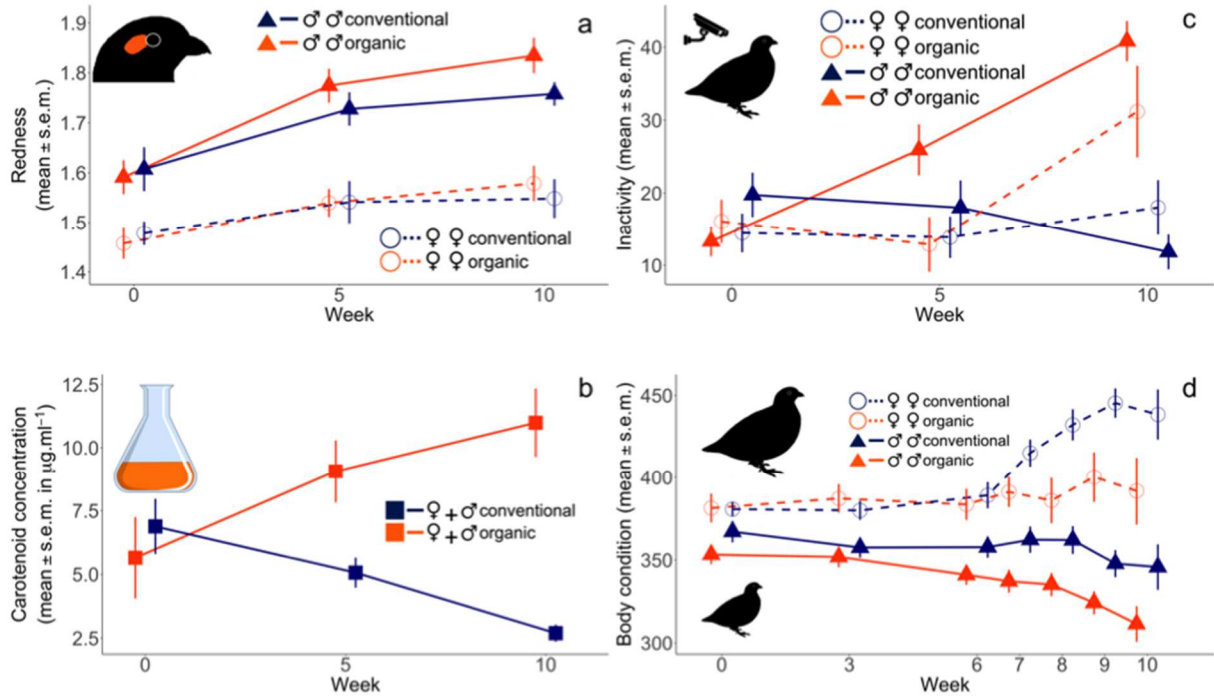 a
♂ ♂ conventional
♂ ♂ organic
1.9
1.8
1.7
1.6
1.5
1.4
Redness
(mean ± s.e.m.)
♀ ♀ conventional
♀ ♀ organic
0
5
10
Week
c
♀ ♀ conventional
♀ ♀ organic
♂ ♂ conventional
♂ ♂ organic
40
30
20
10
Inactivity (mean ± s.e.m.)
0
5
10
Week
b
12.5
10.0
7.5
5.0
2.5
Carotenoid concentration
(mean ± s.e.m. in µg.ml⁻¹)
♀ + ♂ conventional
♀ + ♂ organic
0
5
10
Week
d
♀ ♀ conventional
♀ ♀ organic
♂ ♂ conventional
♂ ♂ organic
450
400
350
300
Body condition (mean ± s.e.m.)
0
3
6
7
8
9
10
Week